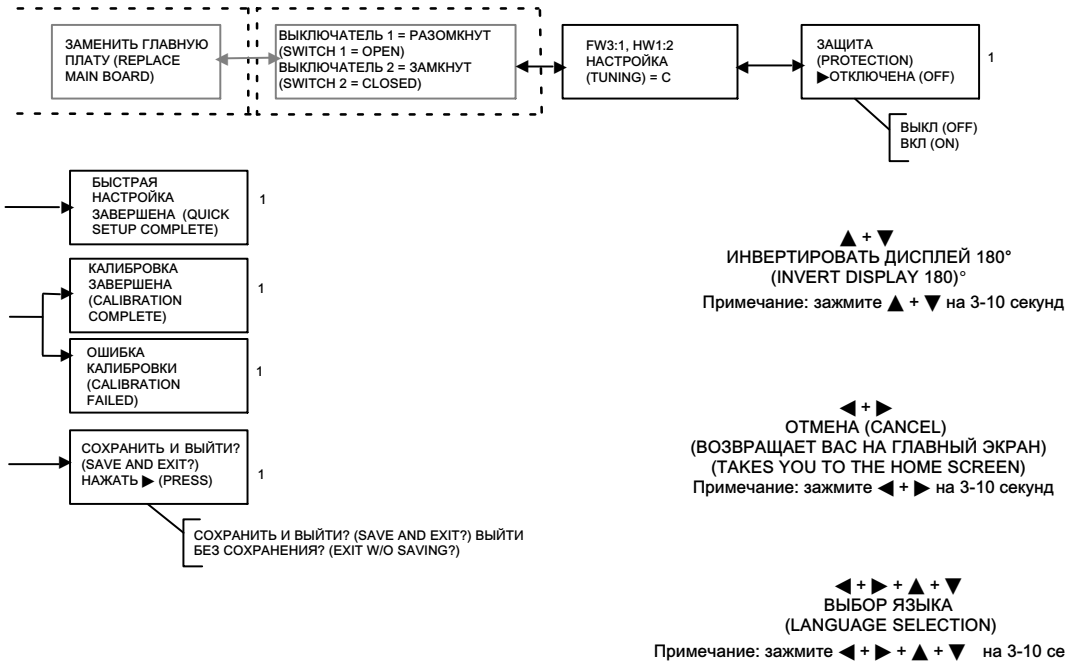 ЗАМЕНИТЬ ГЛАВНУЮ
ПЛАТУ (REPLACE
MAIN BOARD)
ВЫКЛЮЧАТЕЛЬ 1 = РАЗОМКНУТ
(SWITCH 1 = OPEN)
ВЫКЛЮЧАТЕЛЬ 2 = ЗАМКНУТ
(SWITCH 2 = CLOSED)
FW3:1, HW1:2
НАСТРОЙКА
(TUNING) = C
ЗАЩИТА
(PROTECTION)
▶ОТКЛЮЧЕНА (OFF)
1
ВЫКЛ (OFF)
ВКЛ (ON)
БЫСТРАЯ
НАСТРОЙКА
ЗАВЕРШЕНА (QUICK
SETUP COMPLETE)
1
КАЛИБРОВКА
ЗАВЕРШЕНА
(CALIBRATION
COMPLETE)
1
ОШИБКА
КАЛИБРОВКИ
(CALIBRATION
FAILED)
1
СОХРАНИТЬ И ВЫЙТИ?
(SAVE AND EXIT?)
НАЖАТЬ ▶ (PRESS)
1
СОХРАНИТЬ И ВЫЙТИ? (SAVE AND EXIT?) ВЫЙТИ
БЕЗ СОХРАНЕНИЯ? (EXIT W/O SAVING?)
▲ + ▼
ИНВЕРТИРОВАТЬ ДИСПЛЕЙ 180°
(INVERT DISPLAY 180)°
Примечание: зажмите ▲ + ▼ на 3-10 секунд
◀ + ▶
ОТМЕНА (CANCEL)
(ВОЗВРАЩАЕТ ВАС НА ГЛАВНЫЙ ЭКРАН)
(TAKES YOU TO THE HOME SCREEN)
Примечание: зажмите ◀ + ▶ на 3-10 секунд
◀ + ▶ + ▲ + ▼
ВЫБОР ЯЗЫКА
(LANGUAGE SELECTION)
Примечание: зажмите ◀ + ▶ + ▲ + ▼ на 3-10 се